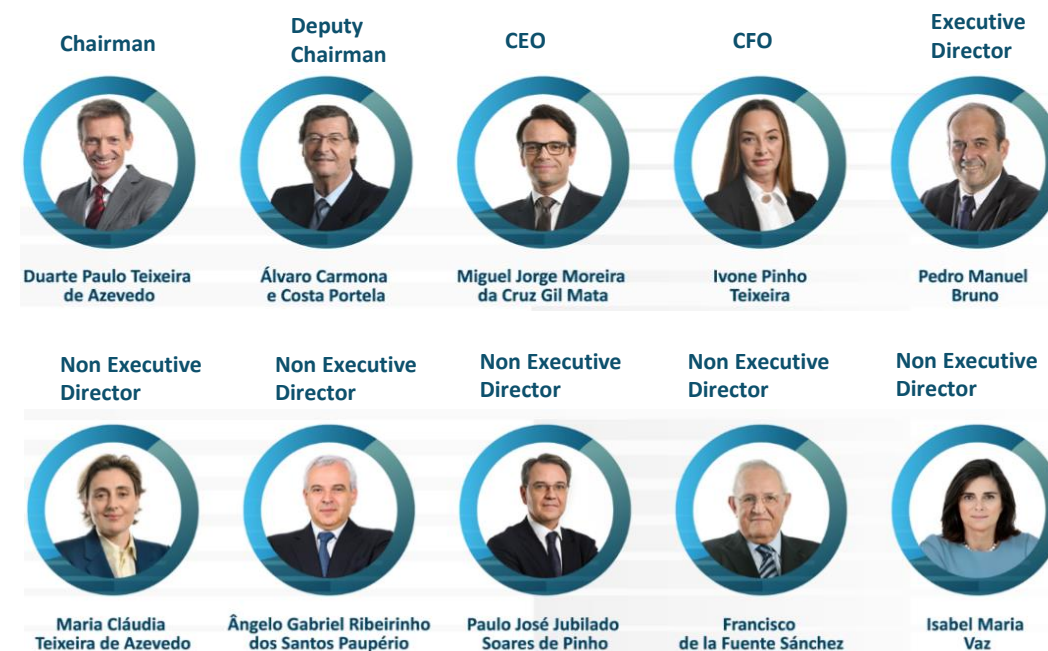 Chairman
Deputy
Chairman
CEO
CFO
Executive
Director
Duarte Paulo Teixeira
de Azevedo
Álvaro Carmona
e Costa Portela
Miguel Jorge Moreira
da Cruz Gil Mata
Ivone Pinho
Teixeira
Pedro Manuel
Bruno
Non Executive
Director
Non Executive
Director
Non Executive
Director
Non Executive
Director
Non Executive
Director
Maria Cláudia
Teixeira de Azevedo
Ângelo Gabriel Ribeirinho
dos Santos Paupério
Paulo José Jubilado
Soares de Pinho
Francisco
de la Fuente Sánchez
Isabel Maria
Vaz